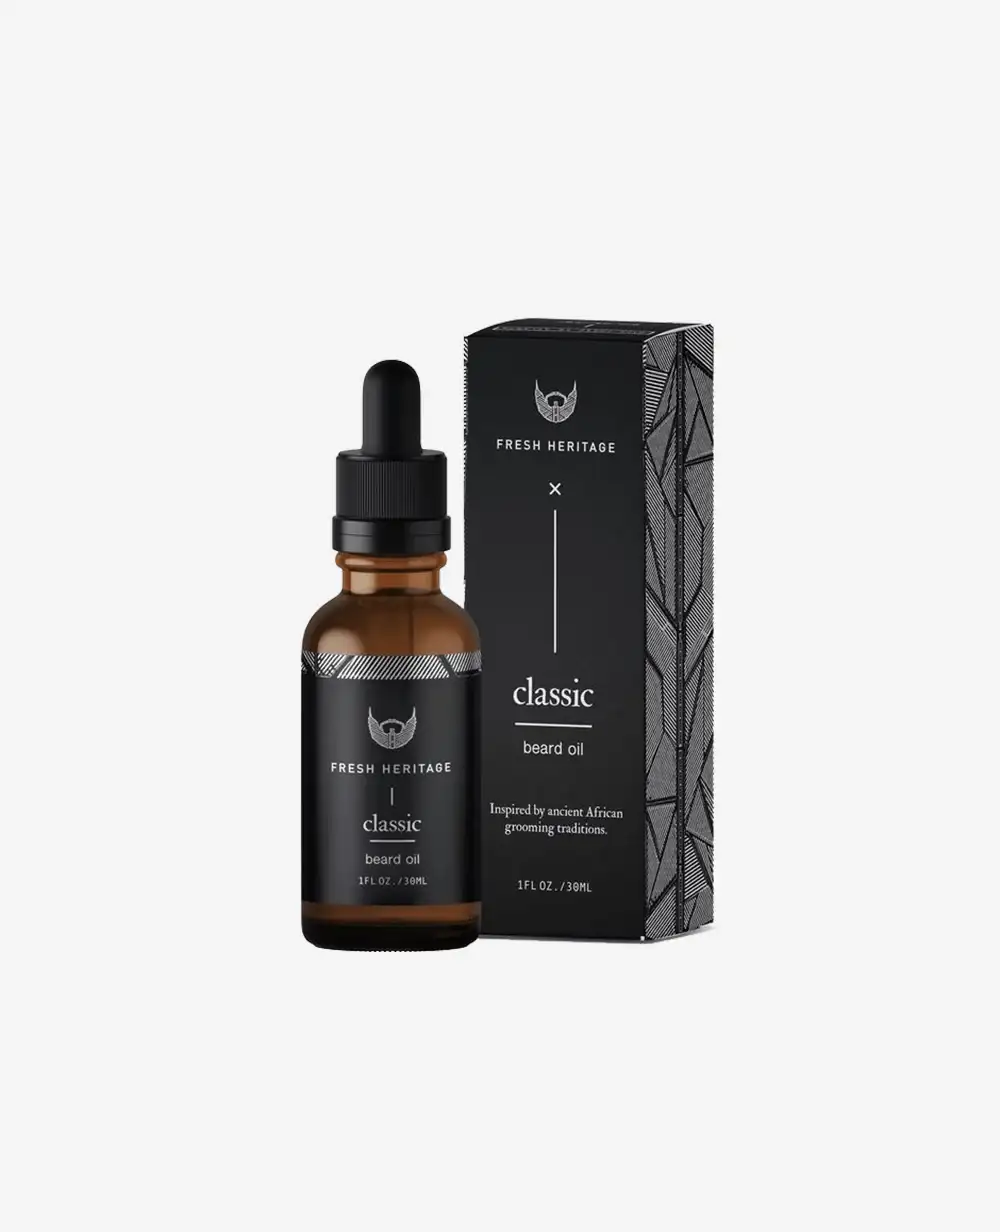 FRESH HERITAGE
x
classic
beard oil
Inspired by ancient African
grooming traditions.
1FL OZ./30ML
FRESH HERITAGE
classic
beard oil
1FL OZ./30ML